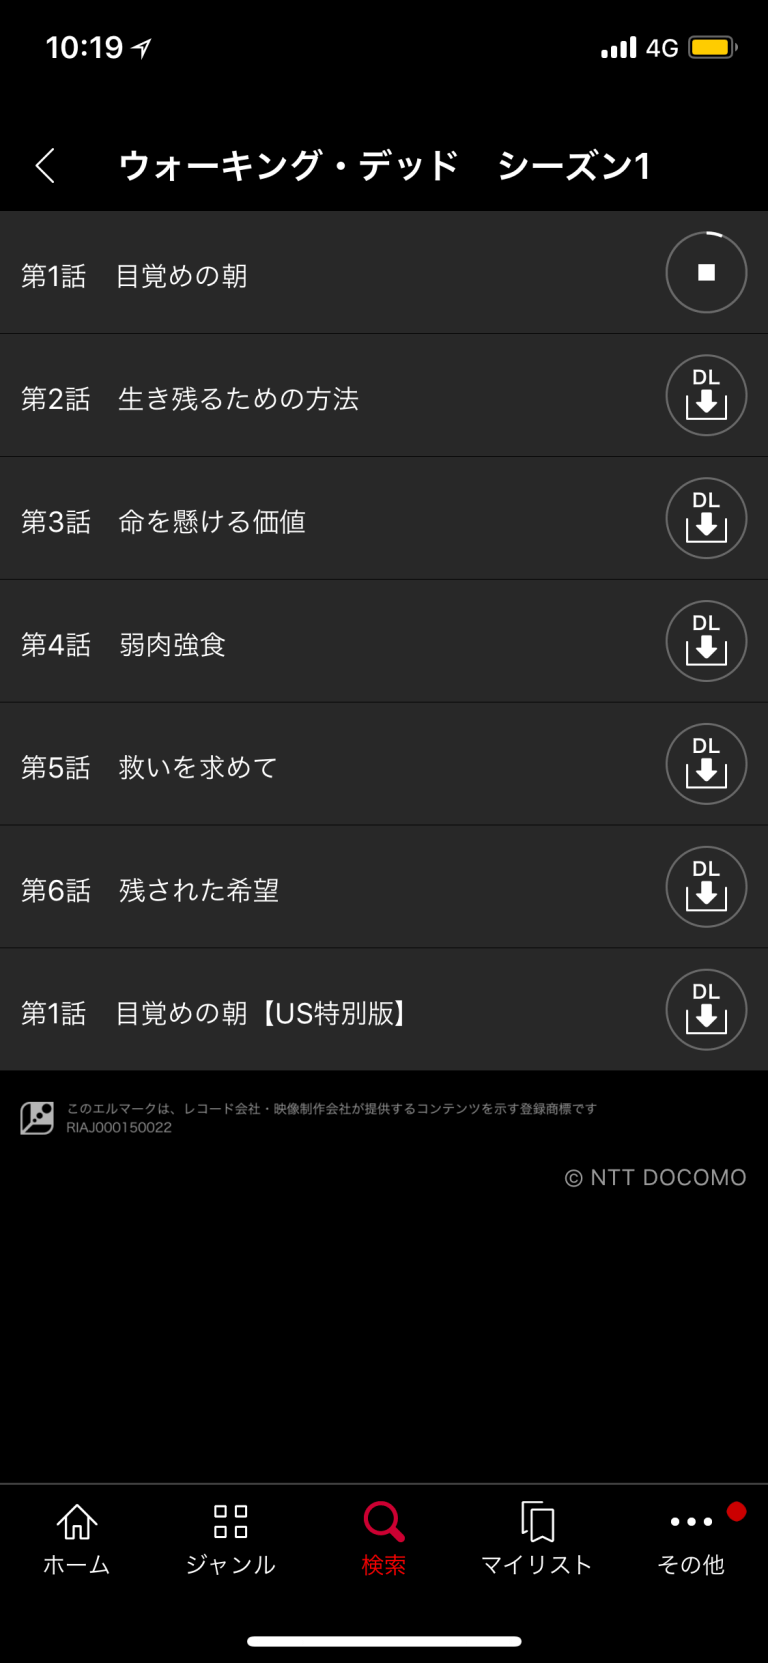 10:19
4G
ウォーキング・デッド　シーズン1
第1話　目覚めの朝
第2話　生き残るための方法
DL
第3話　命を懸ける価値
DL
第4話　弱肉強食
DL
第5話　救いを求めて
DL
第6話　残された希望
DL
第1話　目覚めの朝【US特別版】
DL
このエルマークは、レコード会社・映像制作会社が提供するコンテンツを示す登録商標です
RIAJ000150022
© NTT DOCOMO
ホーム
ジャンル
検索
マイリスト
その他